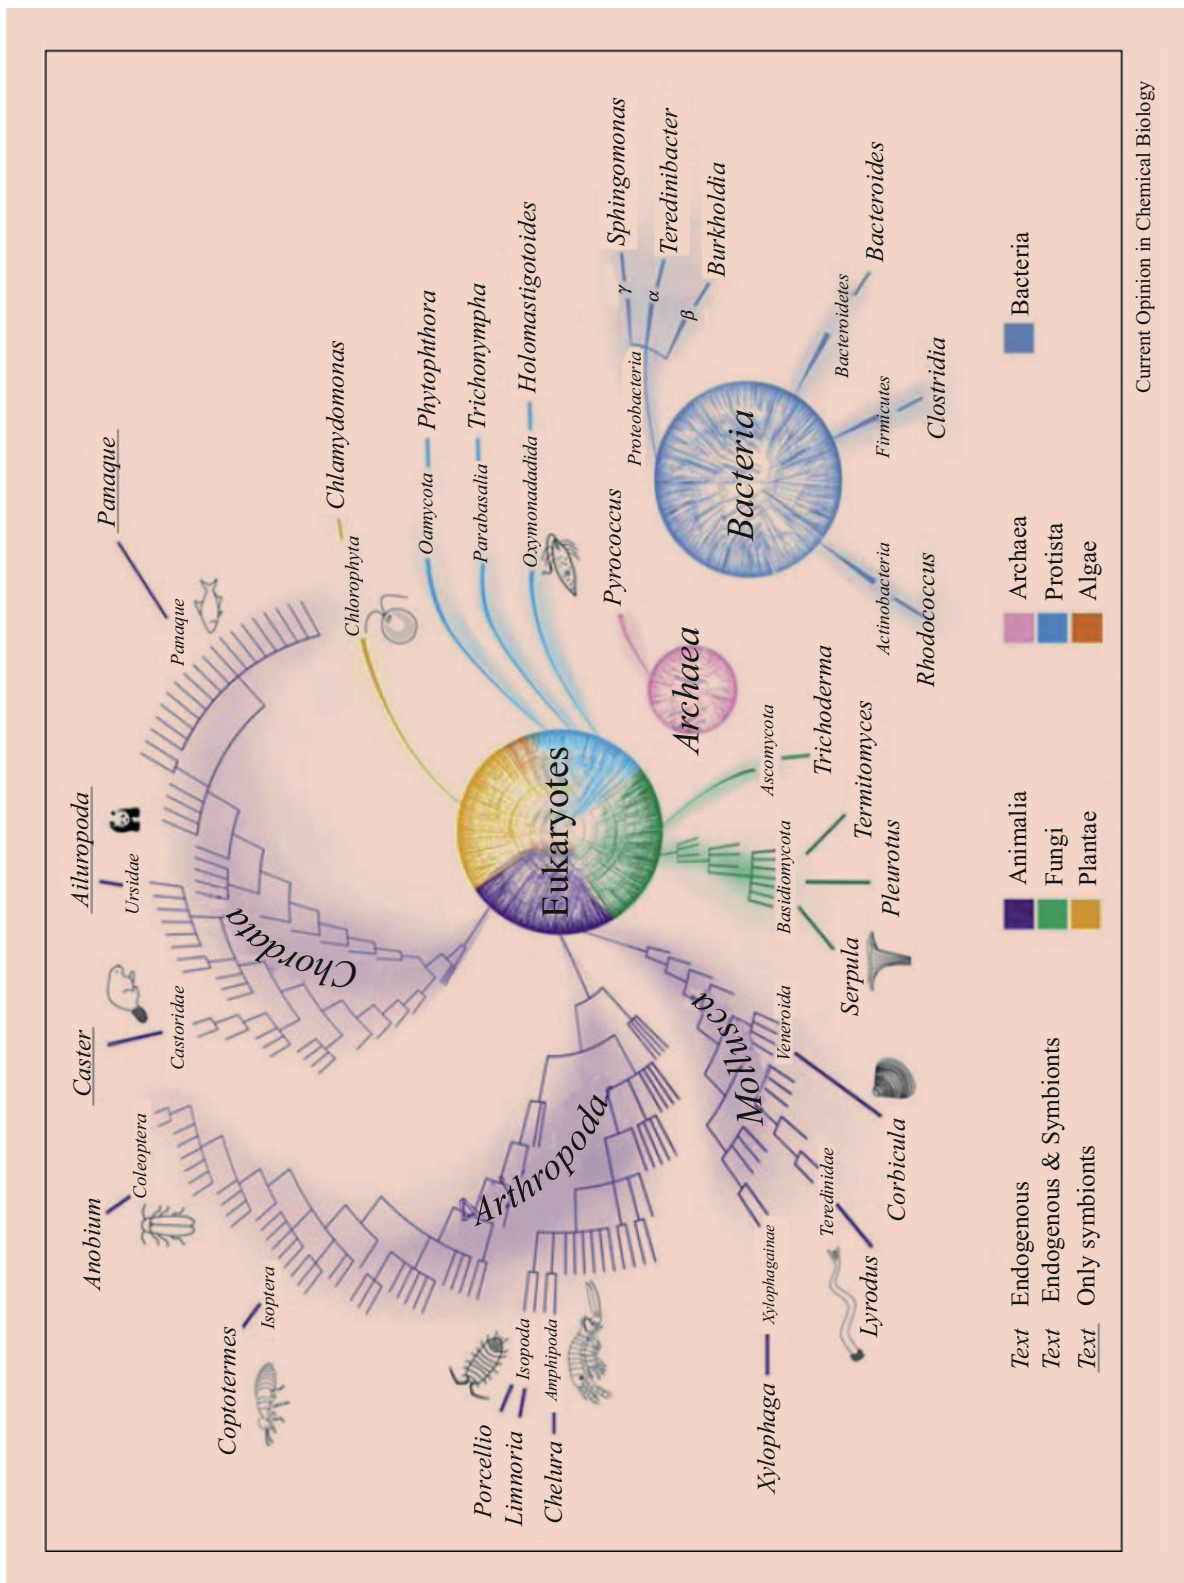 Panaque
Panaque
Ailuropoda
Ursidae
Caster
Castoridae
Chordata
Anobium
Coleoptera
Coptotermes
Isoptera
Arthropoda
Porcellio
Limnoria
Isopoda
Chelura
Amphipoda
Xylophaga
Xylophagainae
Mollusca
Teredinidae
Lyrodus
Veneroida
Corbicula
Eukaryotes
Chlorophyta
Chlamydomonas
Oamycota
Phytophthora
Parabasalia
Trichonympha
Oxymonadadida
Holomastigotoides
Basidiomycota
Serpula
Pleurotus
Termitomyces
Ascomycota
Trichoderma
Archaea
Pyrococcus
Bacteria
Proteobacteria
γ
Sphingomonas
α
Teredinibacter
β
Burkholdia
Bacteroidetes
Bacteroides
Firmicutes
Clostridia
Actinobacteria
Rhodococcus
Text Endogenous
Text Endogenous & Symbionts
Text Only symbionts
Animalia
Fungi
Plantae
Archaea
Protista
Algae
Bacteria
Current Opinion in Chemical Biology